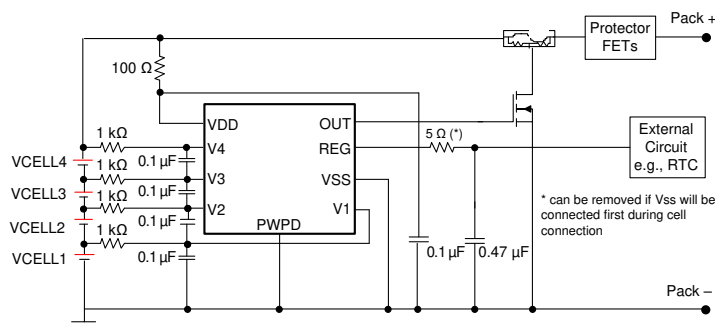 Pack +
Protector
FETs
100 Ω
VDD
OUT
5 Ω (*)
External
Circuit
e.g., RTC
1 kΩ
V4
REG
VCELL4
0.1 µF
1 kΩ
V3
VSS
VCELL3
0.1 µF
1 kΩ
V2
V1
* can be removed if Vss will be
connected first during cell
connection
VCELL2
0.1 µF
1 kΩ
PWPD
VCELL1
0.1 µF
0.1 µF
0.47 µF
Pack –